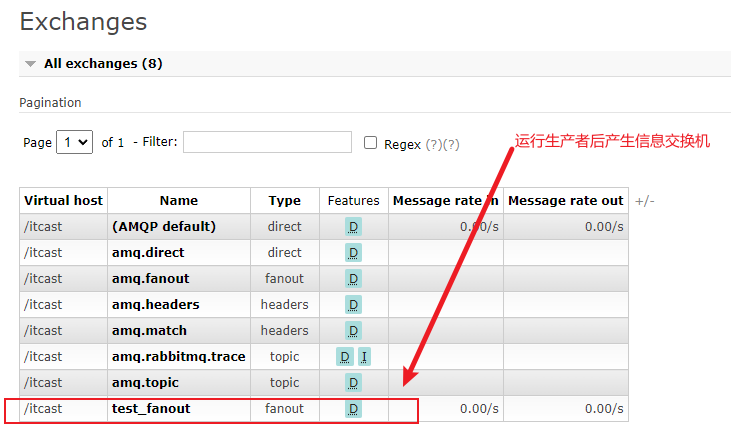 Exchanges
All exchanges (8)
Pagination
Page 1 of 1 - Filter: Regex (?)(?)
运行生产者后产生信息交换机
Virtual host Name Type Features Message rate in Message rate out +/-
/itcast (AMQP default) direct D 0.00/s 0.00/s
/itcast amq.direct direct D
/itcast amq.fanout fanout D
/itcast amq.headers headers D
/itcast amq.match headers D
/itcast amq.rabbitmq.trace topic D I
/itcast amq.topic topic D
/itcast test_fanout fanout D 0.00/s 0.00/s